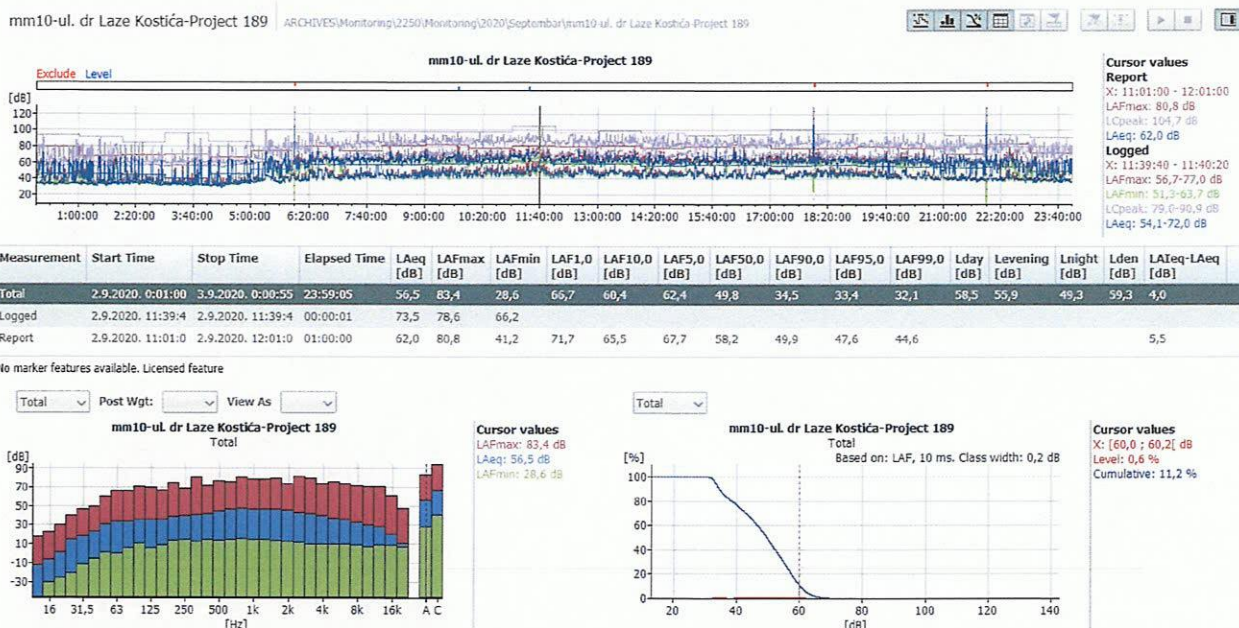 mm10-ul. dr Laze Kostića-Project 189 ARCHIVES\Monitoring\2250\Monitoring\2020\Septombar\mm10-ul. dr Laze Kostića-Project 189
mm10-ul. dr Laze Kostića-Project 189
Exclude Level
[dB]
120
100
80
60
40
20
1:00:00 2:20:00 3:40:00 5:00:00 6:20:00 7:40:00 9:00:00 10:20:00 11:40:00 13:00:00 14:20:00 15:40:00 17:00:00 18:20:00 19:40:00 21:00:00 22:20:00 23:40:00
Cursor values
Report
X: 11:01:00 - 12:01:00
LAFmax: 80,8 dB
LCpeak: 104,7 dB
LAeq: 62,0 dB
Logged
X: 11:39:40 - 11:40:20
LAFmax: 56,7-77,0 dB
LAFmin: 51,3-63,7 dB
LCpeak: 79,0-90,9 dB
LAeq: 54,1-72,0 dB
Measurement Start Time Stop Time Elapsed Time LAeq [dB] LAFmax [dB] LAFmin [dB] LAF1,0 [dB] LAF10,0 [dB] LAF5,0 [dB] LAF50,0 [dB] LAF90,0 [dB] LAF95,0 [dB] LAF99,0 [dB] Lday [dB] Levening [dB] Lnight [dB] Lden [dB] LAIeq-LAeq [dB]
Total 2.9.2020. 0:01:00 3.9.2020. 0:00:55 23:59:05 56,5 83,4 28,6 66,7 60,4 62,4 49,8 34,5 33,4 32,1 58,5 55,9 49,3 59,3 4,0
Logged 2.9.2020. 11:39:4 2.9.2020. 11:39:4 00:00:01 73,5 78,6 66,2
Report 2.9.2020. 11:01:0 2.9.2020. 12:01:0 01:00:00 62,0 80,8 41,2 71,7 65,5 67,7 58,2 49,9 47,6 44,6 5,5
No marker features available. Licensed feature
Total Post Wgt: View As
mm10-ul. dr Laze Kostića-Project 189
Total
[dB]
90
70
50
30
10
-10
-30
16 31,5 63 125 250 500 1k 2k 4k 8k 16k A C
[Hz]
Cursor values
LAFmax: 83,4 dB
LAeq: 56,5 dB
LAFmin: 28,6 dB
Total
mm10-ul. dr Laze Kostića-Project 189
Total
Based on: LAF, 10 ms. Class width: 0,2 dB
[%]
100
80
60
40
20
0
20 40 60 80 100 120 140
[dB]
Cursor values
X: [60,0 ; 60,2[ dB
Level: 0,6 %
Cumulative: 11,2 %